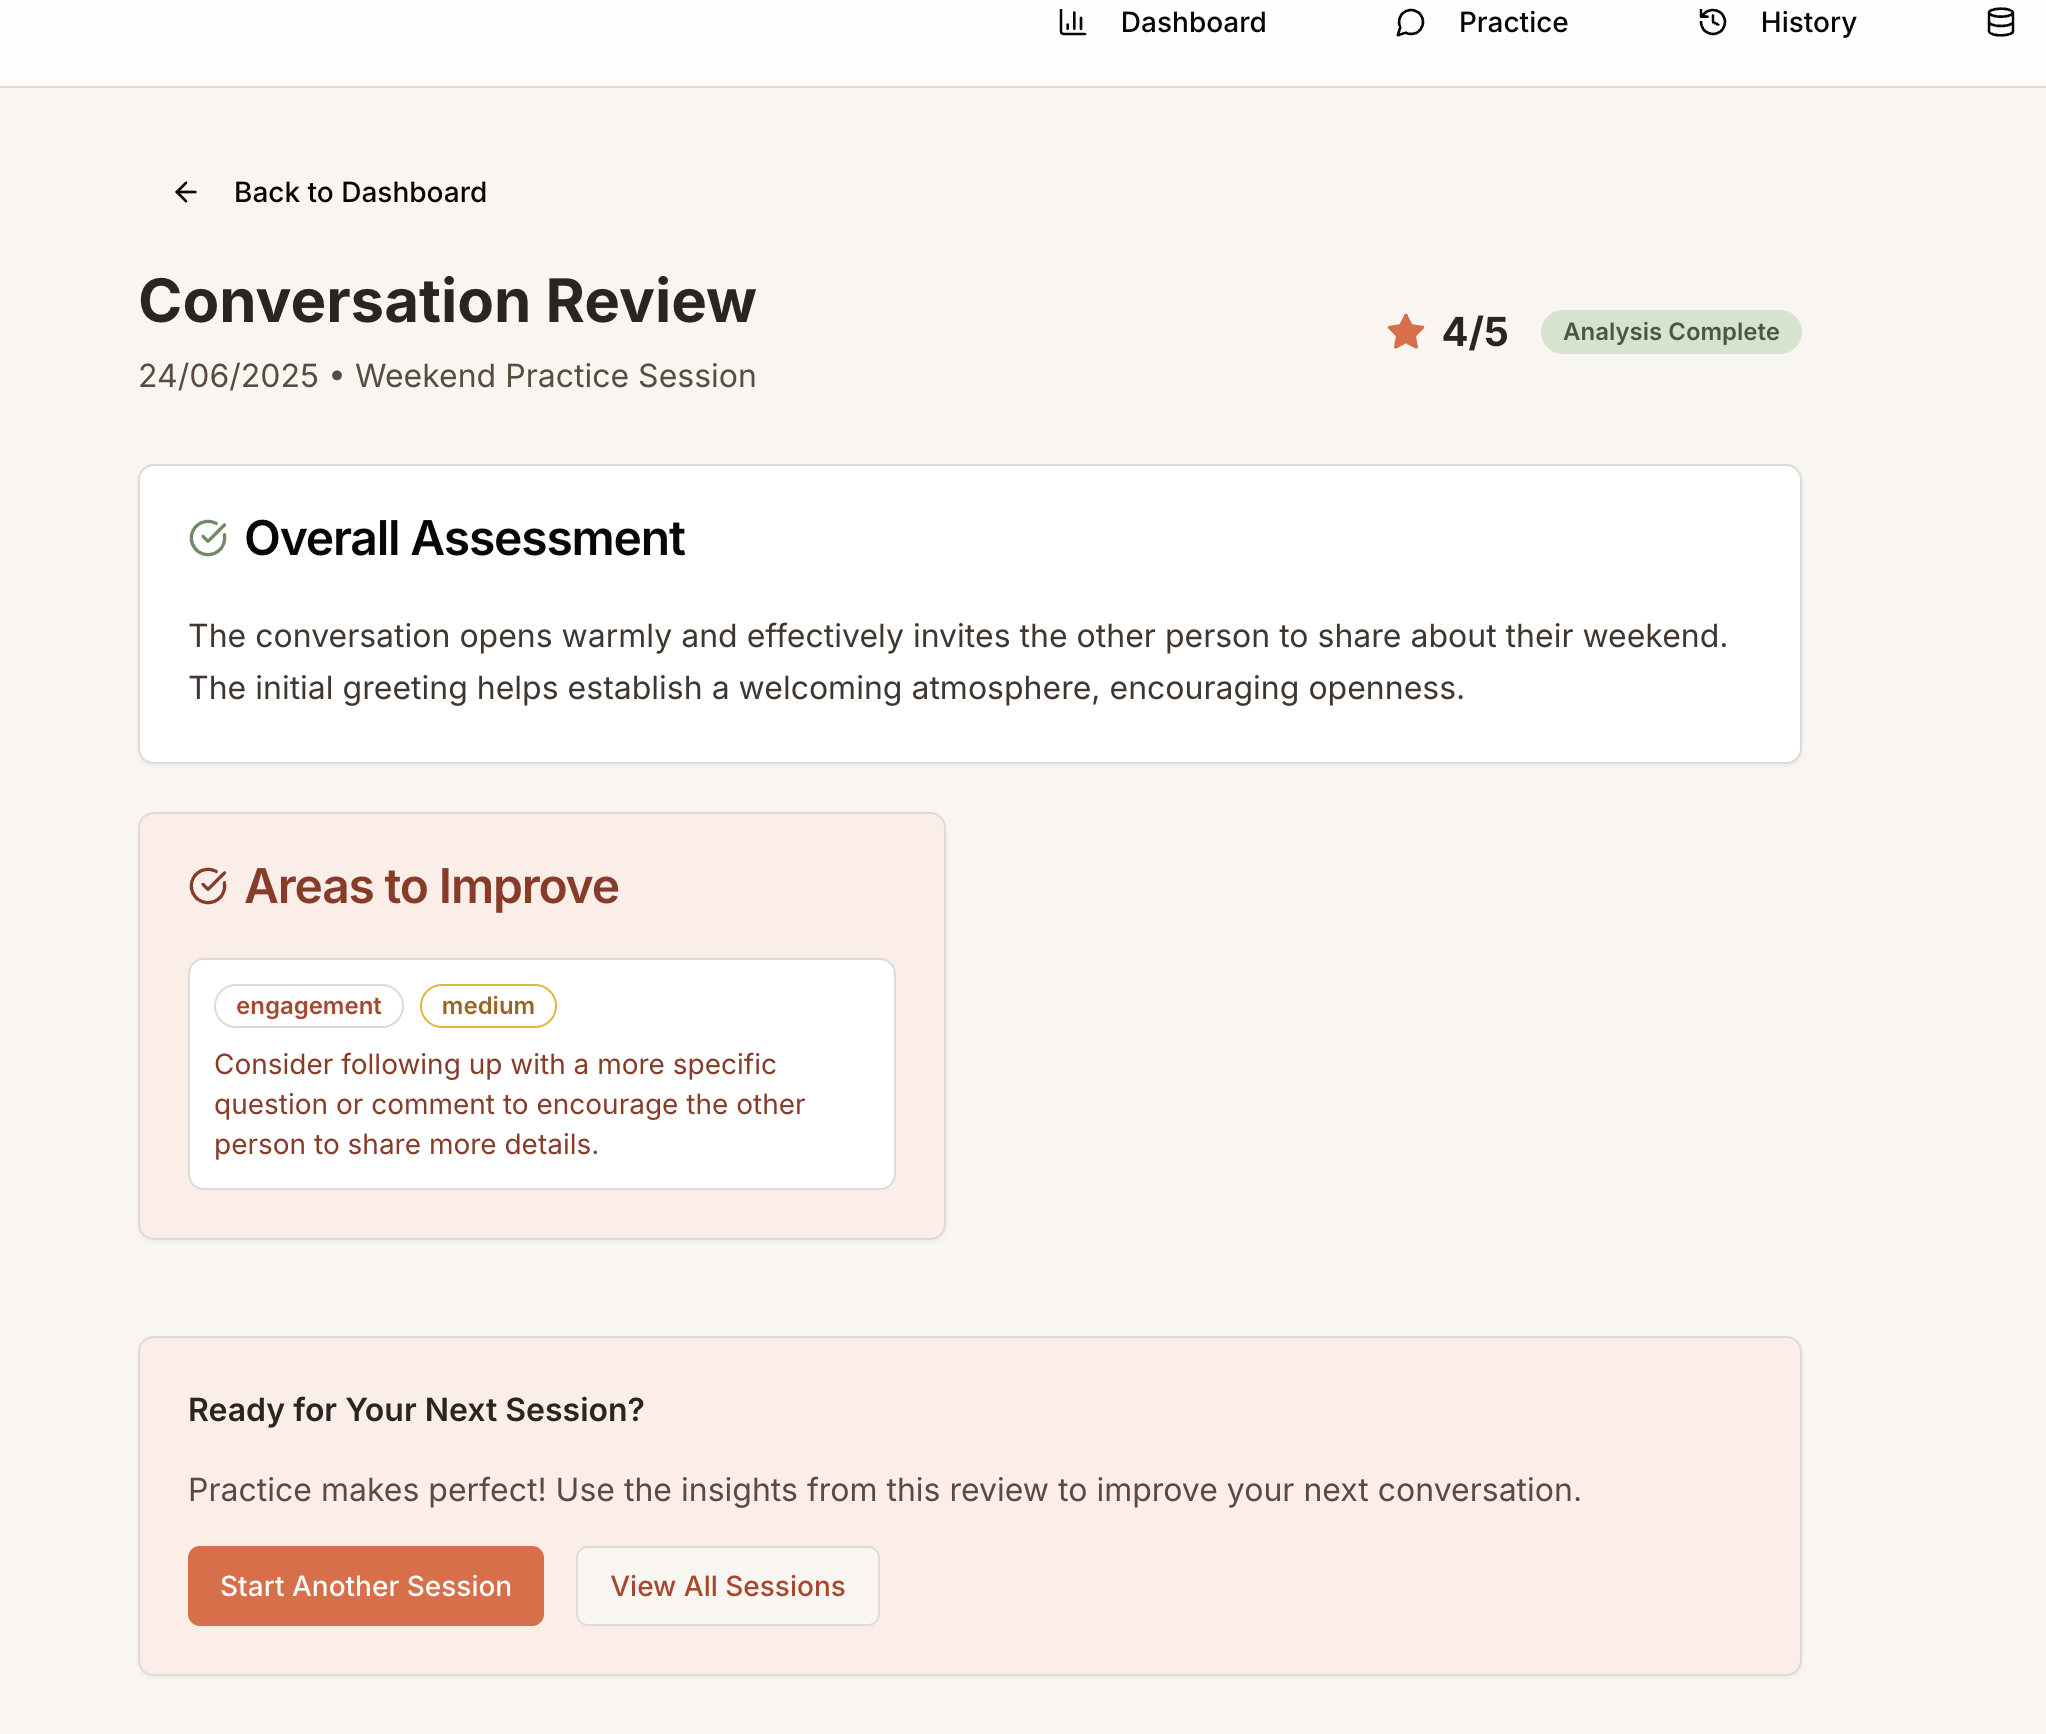 Dashboard
Practice
History
Back to Dashboard
Conversation Review
4/5
Analysis Complete
24/06/2025 • Weekend Practice Session
Overall Assessment
The conversation opens warmly and effectively invites the other person to share about their weekend.
The initial greeting helps establish a welcoming atmosphere, encouraging openness.
Areas to Improve
engagement
medium
Consider following up with a more specific
question or comment to encourage the other
person to share more details.
Ready for Your Next Session?
Practice makes perfect! Use the insights from this review to improve your next conversation.
Start Another Session
View All Sessions